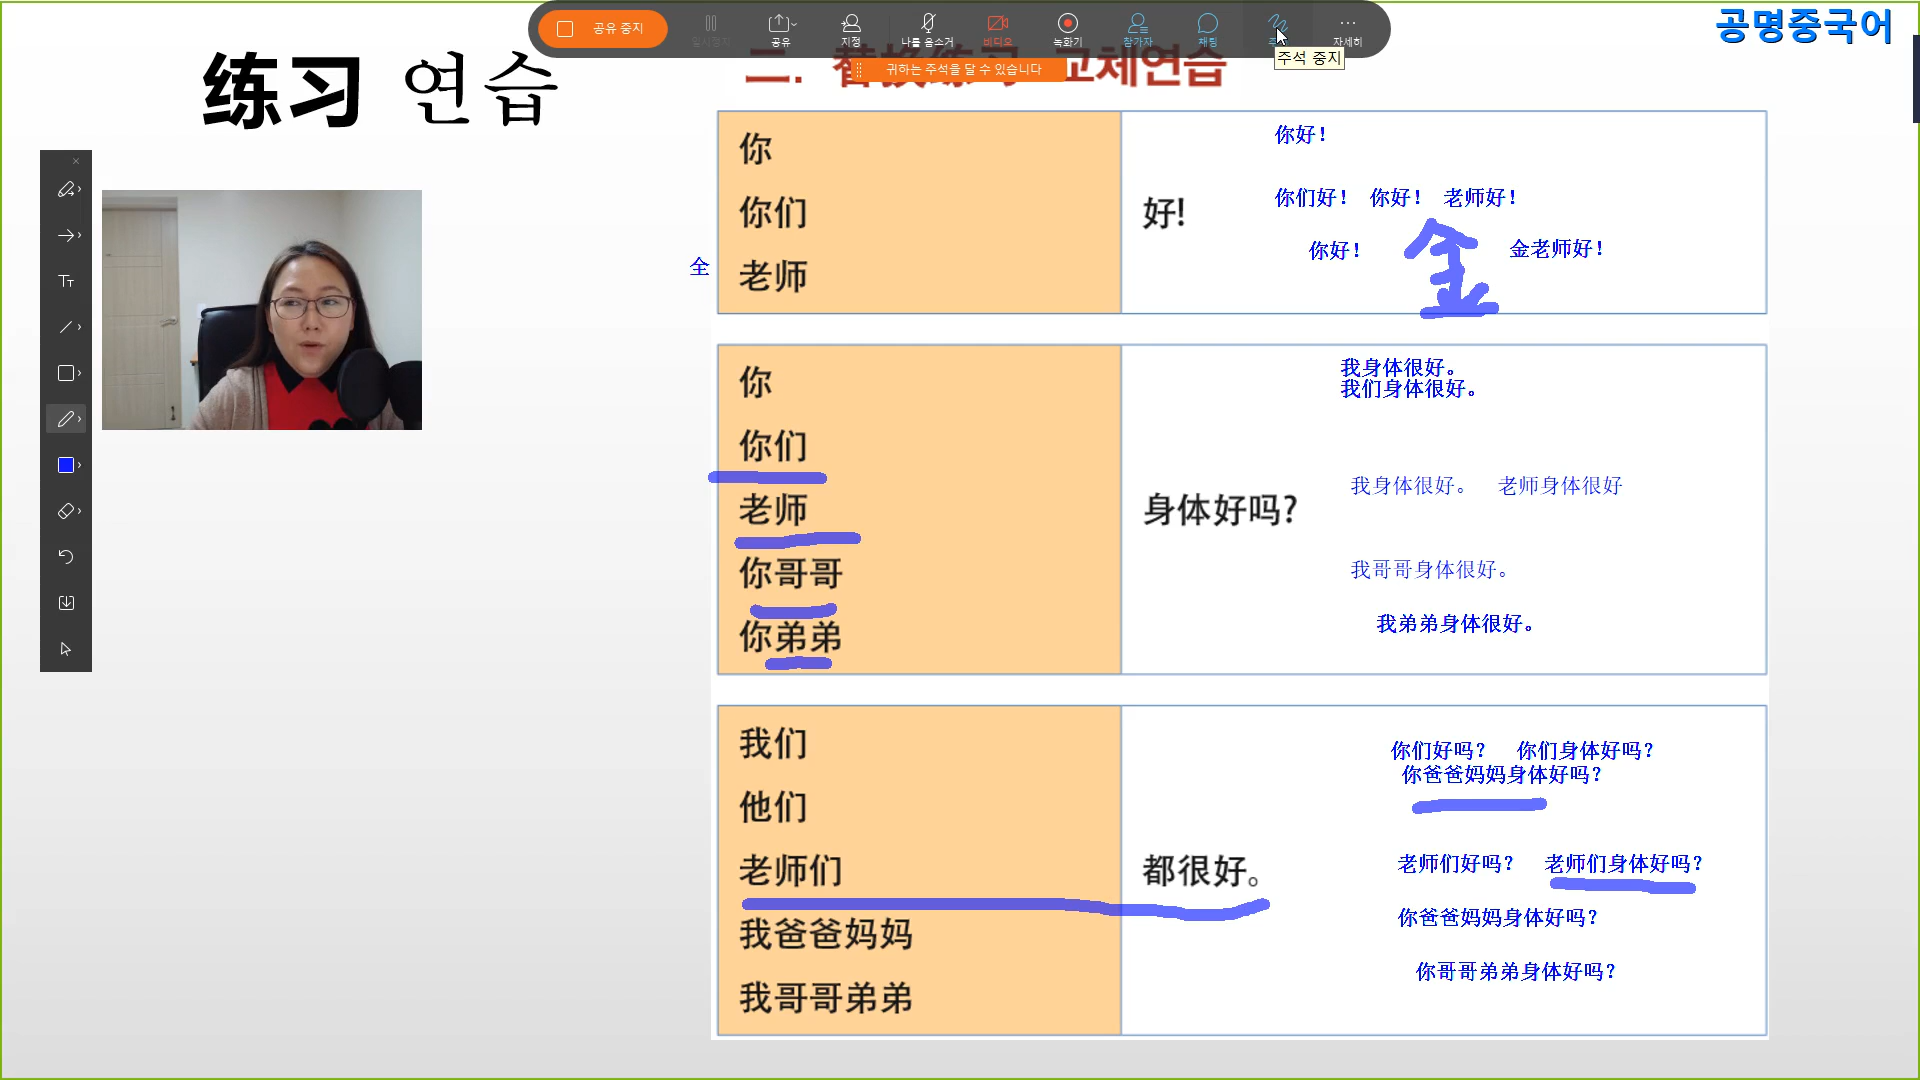 공유 중지
공유
지정
나를 음소거
비디오
녹화기
참가자
채팅
자세히
주석 중지
귀하는 주석을 달 수 있습니다
공명중국어
练习 연습
교체연습
你
你们
老师
好!
你好！
你们好！ 你好！ 老师好！
你好！
金
金老师好！
全
你
你们
老师
你哥哥
你弟弟
身体好吗?
我身体很好。
我们身体很好。
我身体很好。 老师身体很好
我哥哥身体很好。
我弟弟身体很好。
我们
他们
老师们
我爸爸妈妈
我哥哥弟弟
都很好。
你们好吗？ 你们身体好吗？
你爸爸妈妈身体好吗？
老师们好吗？ 老师们身体好吗？
你爸爸妈妈身体好吗？
你哥哥弟弟身体好吗？